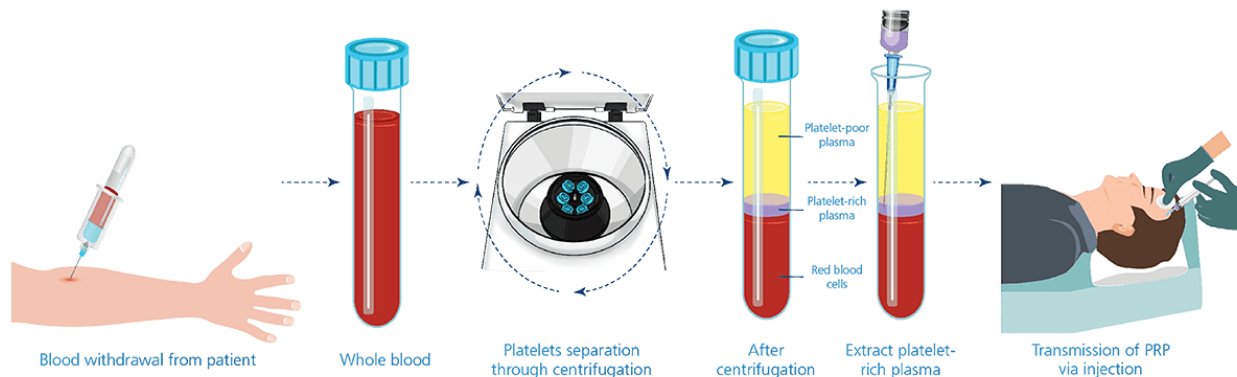 Platelet-poor
plasma
Platelet-rich
plasma
Red blood
cells
Blood withdrawal from patient
Whole blood
Platelets separation
through centrifugation
After
centrifugation
Extract platelet-
rich plasma
Transmission of PRP
via injection